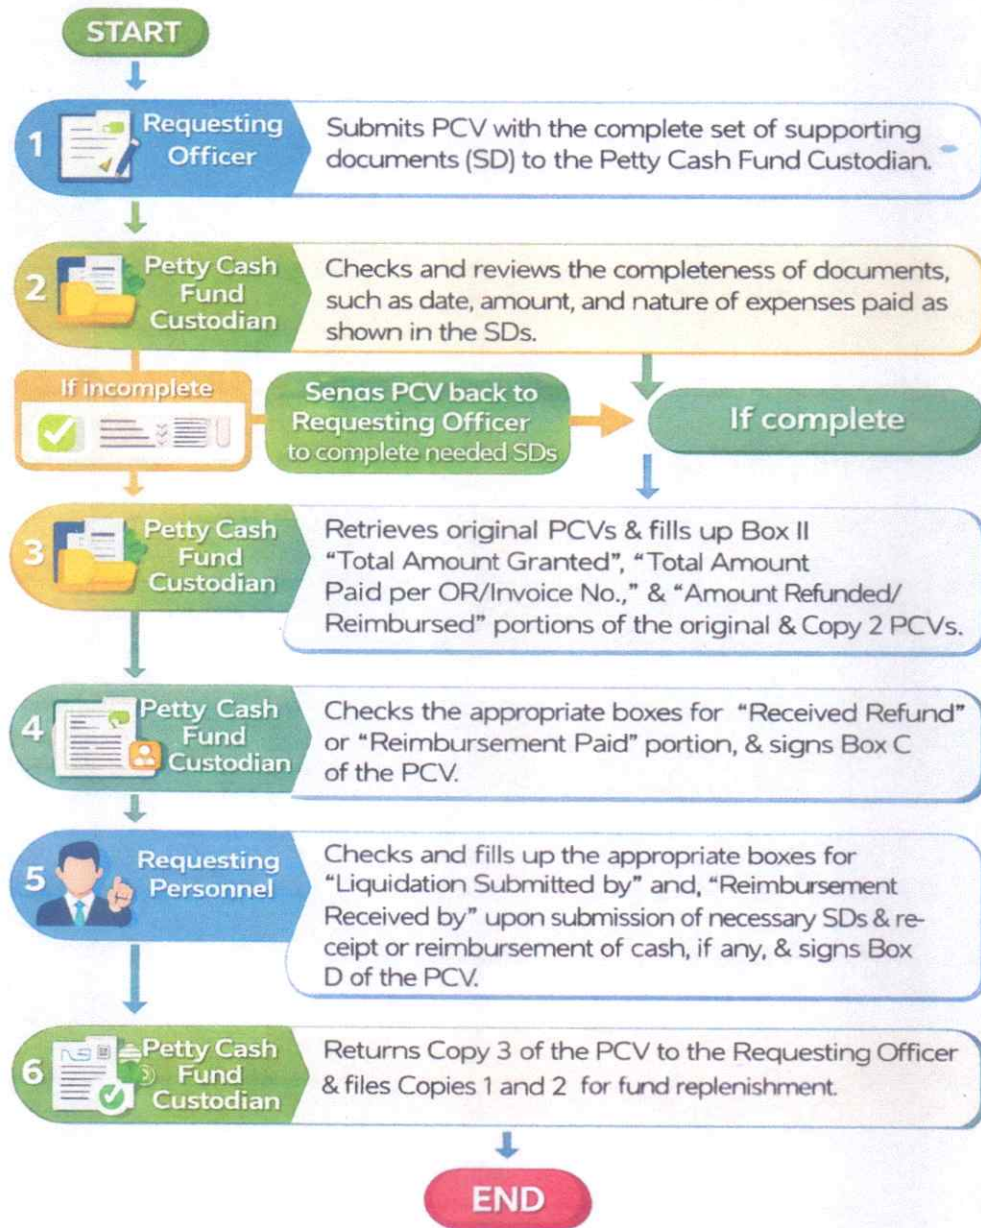 START
1
Requesting
Officer
Submits PCV with the complete set of supporting
documents (SD) to the Petty Cash Fund Custodian.
2
Petty Cash
Fund
Custodian
Checks and reviews the completeness of documents,
such as date, amount, and nature of expenses paid as
shown in the SDs.
If incomplete
Senas PCV back to
Requesting Officer
to complete needed SDs
If complete
3
Petty Cash
Fund
Custodian
Retrieves original PCVs & fills up Box II
“Total Amount Granted”, “Total Amount
Paid per OR/Invoice No.,” & “Amount Refunded/
Reimbursed” portions of the original & Copy 2 PCVs.
4
Petty Cash
Fund
Custodian
Checks the appropriate boxes for “Received Refund”
or “Reimbursement Paid” portion, & signs Box C
of the PCV.
5
Requesting
Personnel
Checks and fills up the appropriate boxes for
“Liquidation Submitted by” and, “Reimbursement
Received by” upon submission of necessary SDs & re-
ceipt or reimbursement of cash, if any, & signs Box
D of the PCV.
6
Petty Cash
Fund
Custodian
Returns Copy 3 of the PCV to the Requesting Officer
& files Copies 1 and 2 for fund replenishment.
END